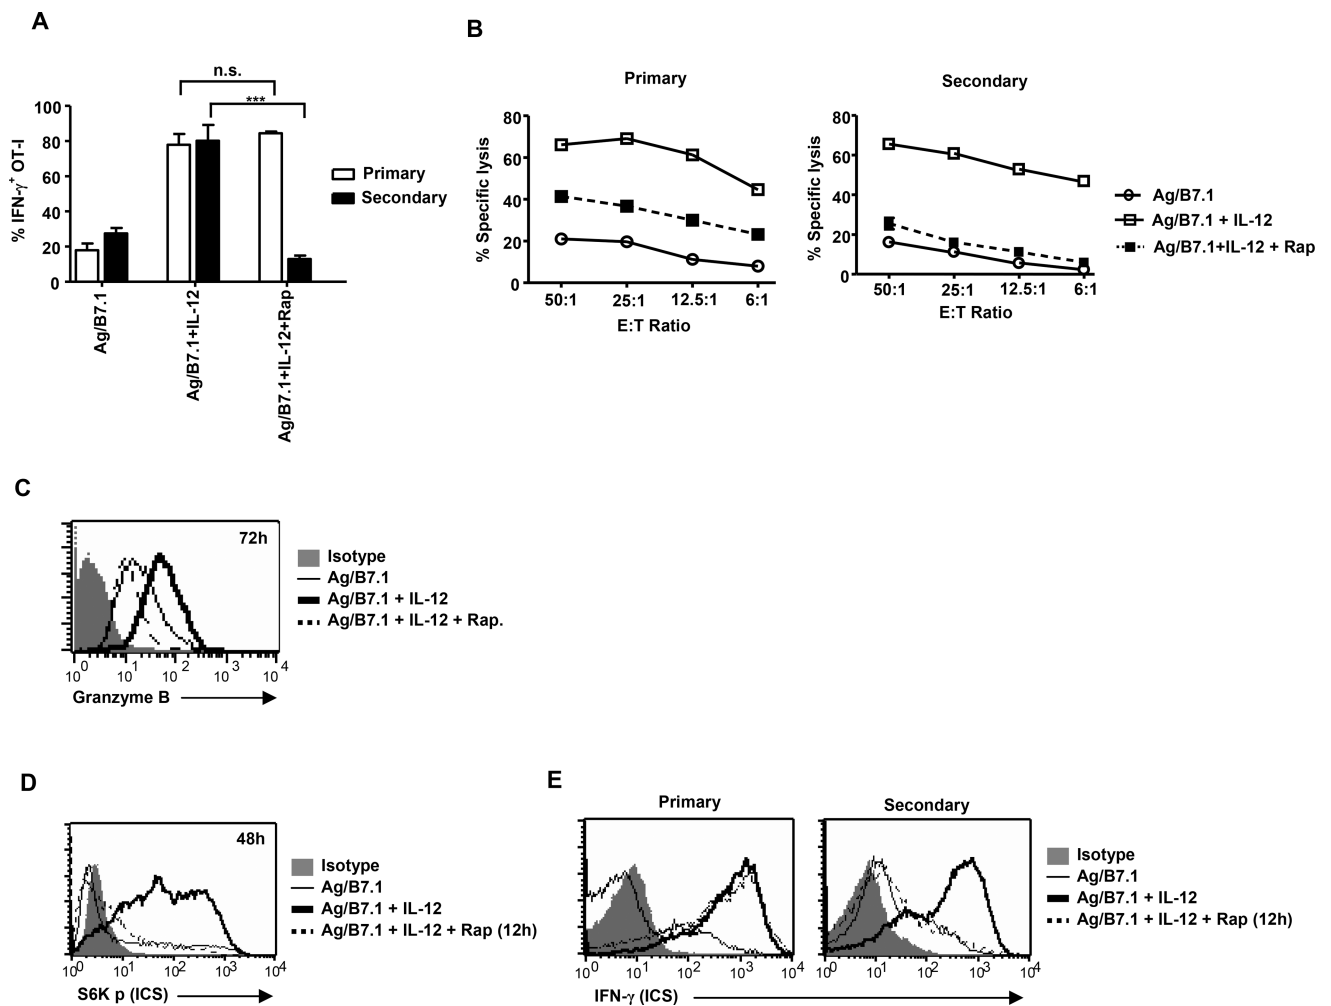 A
n.s.
***
% IFN-γ+ OT-I
100
80
60
40
20
0
Primary
Secondary
Ag/B7.1
Ag/B7.1+IL-12
Ag/B7.1+IL-12+Rap
B
Primary
% Specific lysis
80
60
40
20
0
50:1 25:1 12.5:1 6:1
E:T Ratio
Secondary
% Specific lysis
80
60
40
20
0
50:1 25:1 12.5:1 6:1
E:T Ratio
Ag/B7.1
Ag/B7.1 + IL-12
Ag/B7.1+IL-12 + Rap
C
72h
10^0 10^1 10^2 10^3 10^4
Granzyme B
Isotype
Ag/B7.1
Ag/B7.1 + IL-12
Ag/B7.1 + IL-12 + Rap.
D
48h
10^0 10^1 10^2 10^3 10^4
S6K p (ICS)
Isotype
Ag/B7.1
Ag/B7.1 + IL-12
Ag/B7.1 + IL-12 + Rap (12h)
E
Primary
Secondary
10^0 10^1 10^2 10^3 10^4
10^0 10^1 10^2 10^3 10^4
IFN-γ (ICS)
Isotype
Ag/B7.1
Ag/B7.1 + IL-12
Ag/B7.1 + IL-12 + Rap (12h)